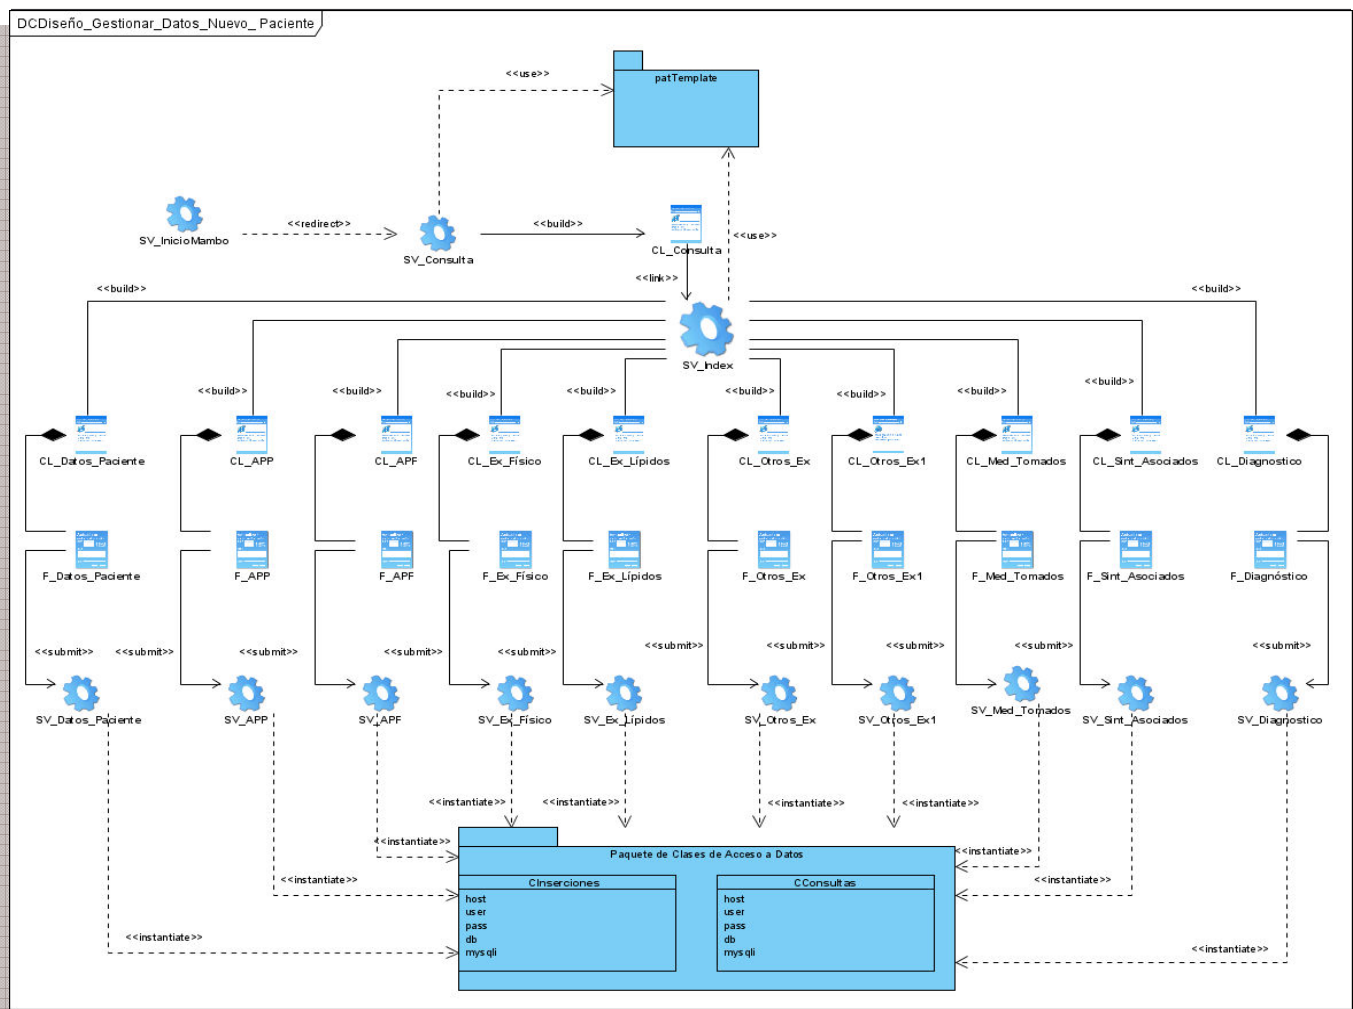 DCDiseño_Gestionar_Datos_Nuevo_ Paciente
<<use>>
patTemplate
SV_InicioMambo
<<redirect>>
SV_Consulta
<<build>>
CL_Consulta
<<use>>
<<link>>
<<build>>
<<build>>
SV_Index
<<build>>
<<build>>
<<build>>
<<build>>
<<build>>
<<build>>
<<build>>
<<build>>
CL_Datos_Paciente
CL_APP
CL_APF
CL_Ex_Físico
CL_Ex_Lípidos
CL_Otros_Ex
CL_Otros_Ex1
CL_Med_Tomados
CL_Sint_Asociados
CL_Diagnostico
F_Datos_Paciente
F_APP
F_APF
F_Ex_Físico
F_Ex_Lípidos
F_Otros_Ex
F_Otros_Ex1
F_Med_Tomados
F_Sint_Asociados
F_Diagnóstico
<<submit>>
<<submit>>
<<submit>>
<<submit>>
<<submit>>
<<submit>>
<<submit>>
<<submit>>
<<submit>>
<<submit>>
SV_Datos_Paciente
SV_APP
SV_APF
SV_Ex_Físico
SV_Ex_Lípidos
SV_Otros_Ex
SV_Otros_Ex1
SV_Med_Tomados
SV_Sint_Asociados
SV_Diagnostico
<<instantiate>>
<<instantiate>>
<<instantiate>>
<<instantiate>>
<<instantiate>>
<<instantiate>>
<<instantiate>>
<<instantiate>>
<<instantiate>>
<<instantiate>>
Paquete de Clases de Acceso a Datos
CInserciones
host
user
pass
db
mysqli
CConsultas
host
user
pass
db
mysqli